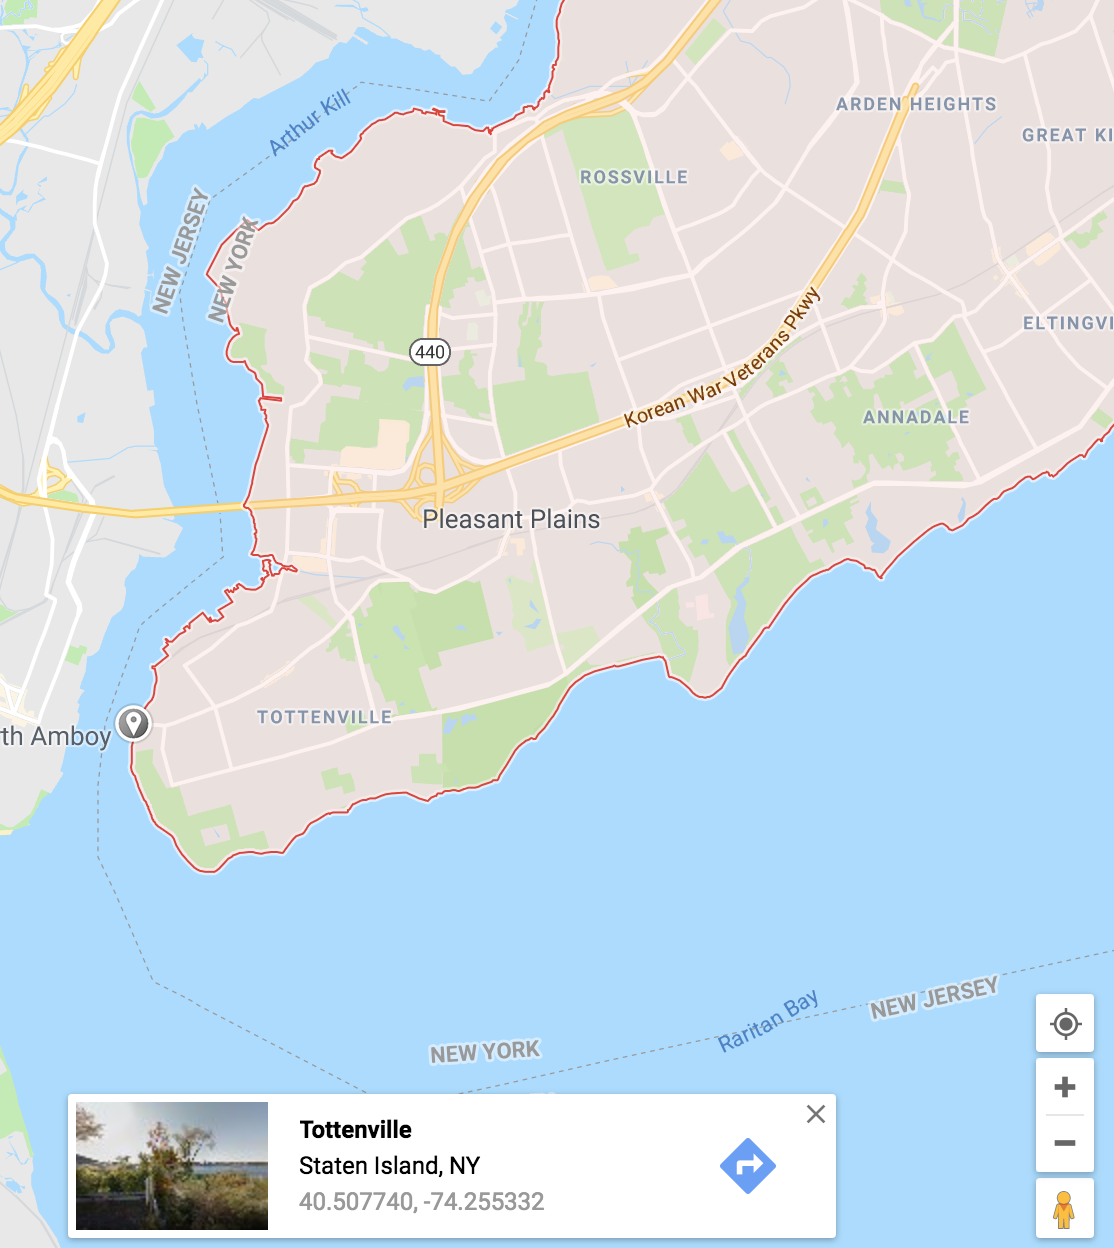 Arthur Kill
ARDEN HEIGHTS
GREAT KI
ROSSVILLE
NEW JERSEY
NEW YORK
ELTINGVI
440
Korean War Veterans Pkwy
ANNADALE
Pleasant Plains
TOTTENVILLE
th Amboy
NEW JERSEY
Raritan Bay
NEW YORK
Tottenville
Staten Island, NY
40.507740, -74.255332